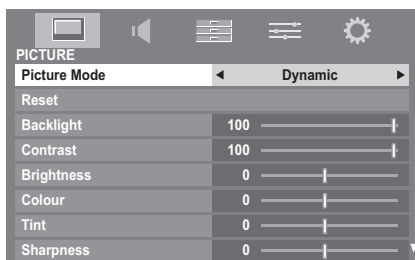 PICTURE
Picture Mode Dynamic
Reset
Backlight 100
Contrast 100
Brightness 0
Colour 0
Tint 0
Sharpness 0